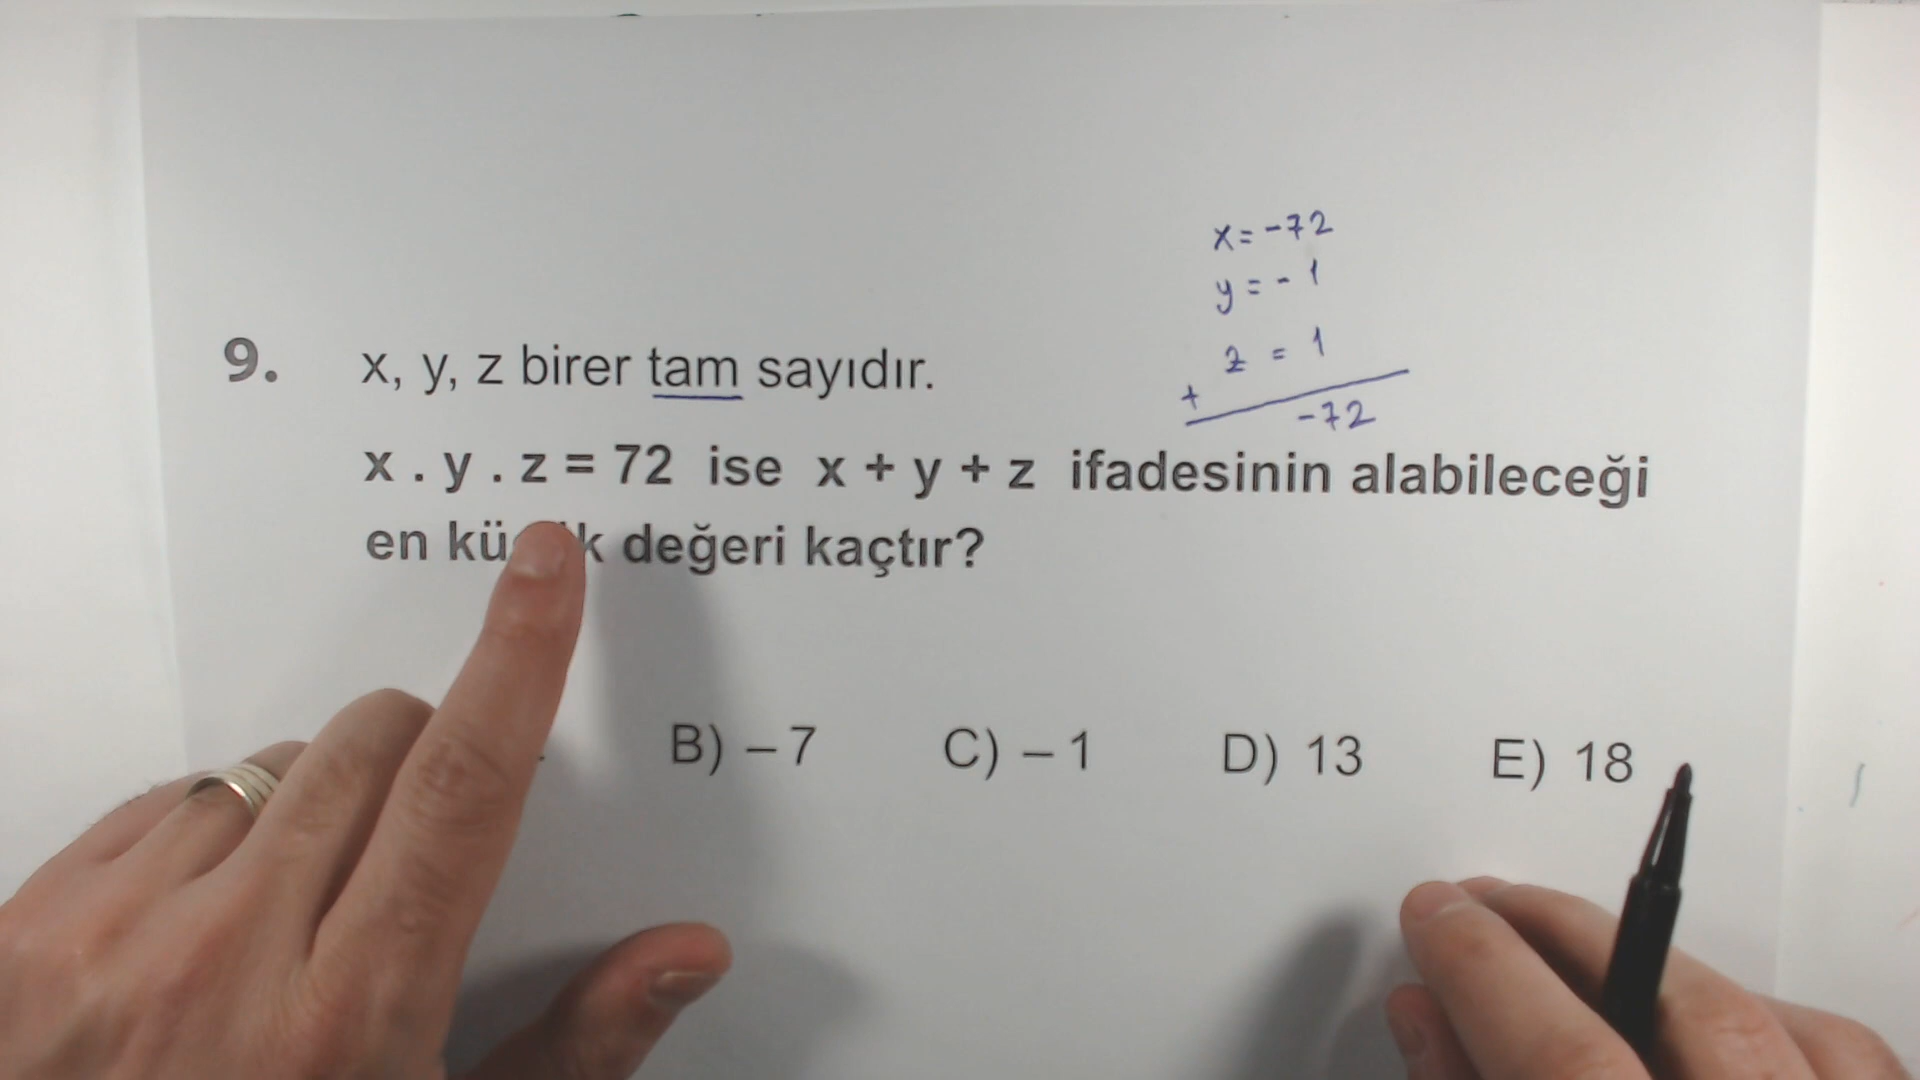 x = -72
y = - 1
z = 1
+
-72
9. x, y, z birer tam sayıdır.
x . y . z = 72 ise x + y + z ifadesinin alabileceği
en değeri kaçtır?
B) – 7 C) – 1 D) 13 E) 18